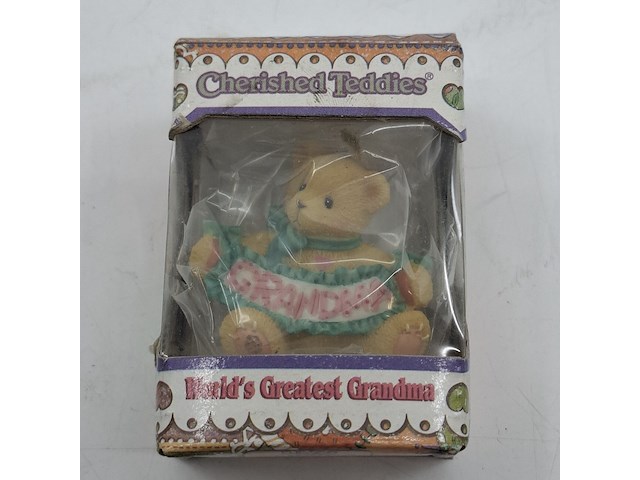 Cherished Teddies®
GRANDMA
World's Greatest Grandma